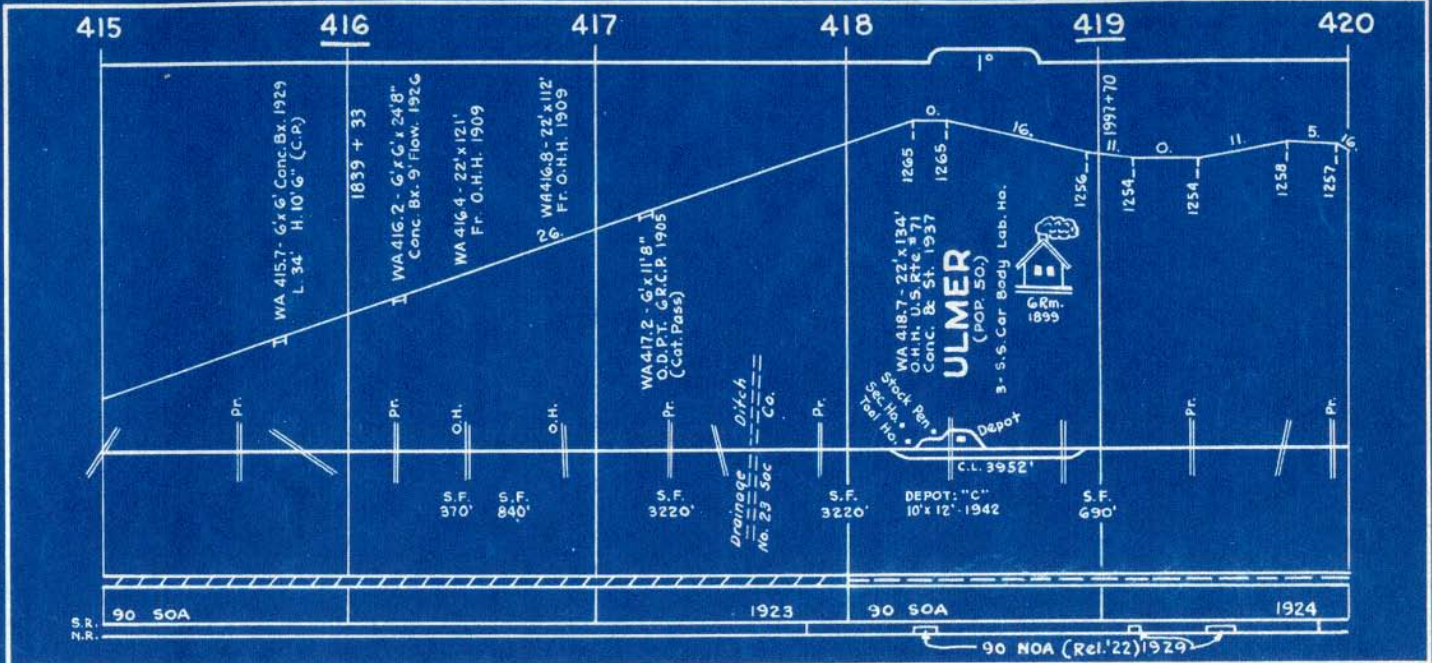 415 416 417 418 419 420
1°
WA 415.7 - 6'x 6' Conc. Bx. 1929
L. 34' H. 10'6" (C.P.)
1839 + 33
WA 416.2 - 6'x 6'x 24'8"
Conc. Bx. 9' Flow. 1926
WA 416.4 - 22'x 121'
Fr. O.H.H. 1909
WA 416.8 - 22'x 112'
Fr. O.H.H. 1909
26.
WA 417.2 - 6'x 11'8"
O.D.P.T. G.R.C.P. 1905
(Cat. Pass)
0. 16. 11. 0. 11. 5. 16.
1997+70
1265 1265 1256 1254 1254 1258 1257
WA 418.7 - 22'x 134'
O.H.H. U.S. Rte. #71
Conc. & St. 1937
ULMER
(POP. 50.)
3 - S.S. Car Body Lab. Ho.
6 Rm.
1899
Pr. Pr. O.H. O.H. Pr. Pr. Pr. Pr.
Drainage Ditch
No. 23 Sac Co.
Stock Pen
Sec. Ho.
Tool Ho.
Depot
C.L. 3952'
S.F. S.F. S.F. S.F. DEPOT: "C" S.F.
370' 840' 3220' 3220' 10'x 12' - 1942 690'
S.R. 90 SOA 1923 90 SOA 1924
N.R.
90 NOA (Rel.'22) 1929